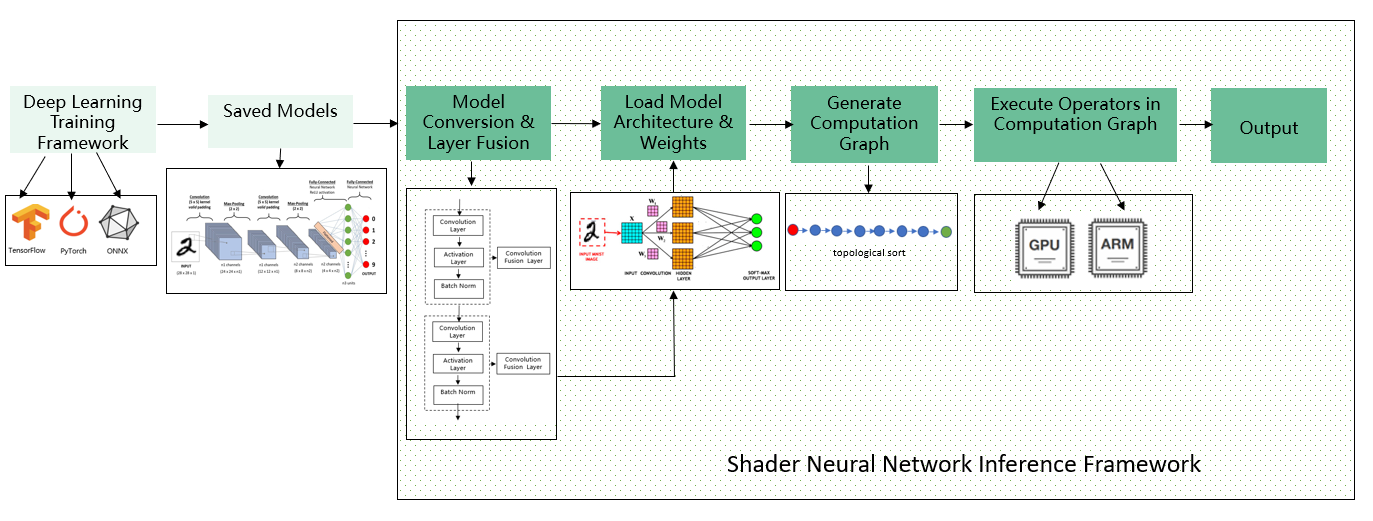 Deep Learning
Training
Framework
Saved Models
Model
Conversion &
Layer Fusion
Load Model
Architecture &
Weights
Generate
Computation
Graph
Execute Operators in
Computation Graph
Output
TensorFlow
PyTorch
ONNX
Convolution
(5 x 5) kernel
valid padding
Max-Pooling
(2 x 2)
Convolution
(5 x 5) kernel
valid padding
Max-Pooling
(2 x 2)
Fully-Connected
Neural Network
ReLU activation
Fully-Connected
Neural Network
INPUT
(28 x 28 x 1)
n1 channels
(24 x 24 x n1)
n1 channels
(12 x 12 x n1)
n2 channels
(8 x 8 x n2)
n2 channels
(4 x 4 x n2)
n3 units
0
1
2
9
OUTPUT
Convolution
Layer
Activation
Layer
Batch Norm
Convolution
Fusion Layer
Convolution
Layer
Activation
Layer
Batch Norm
Convolution
Fusion Layer
INPUT MNIST
IMAGE
X
INPUT
CONVOLUTION
HIDDEN
LAYER
SOFT-MAX
OUTPUT LAYER
topological sort
GPU
ARM
Shader Neural Network Inference Framework